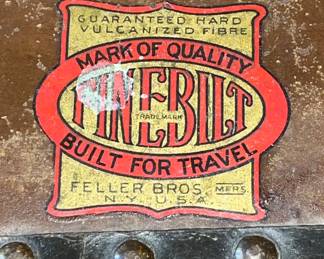 GUARANTEED HARD
VULCANIZED FIBRE
MARK OF QUALITY
FINEBILT
TRADEMARK
BUILT FOR TRAVEL
FELLER BROS. MFRS.
N.Y. U.S.A